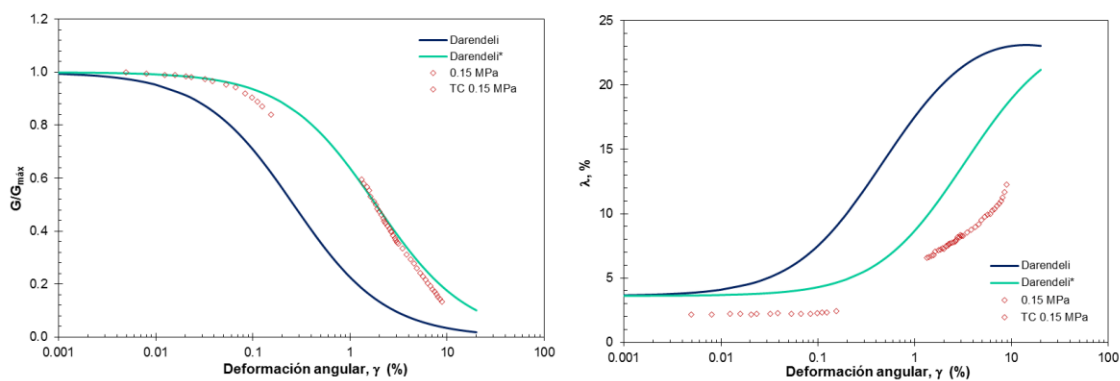 1.2
1.0
0.8
0.6
0.4
0.2
0.0
G/Gmáx
0.001
0.01
0.1
1
10
100
Deformación angular, γ (%)
Darendeli
Darendeli*
0.15 MPa
TC 0.15 MPa
25
20
15
10
5
0
λ, %
0.001
0.01
0.1
1
10
100
Deformación angular, γ (%)
Darendeli
Darendeli*
0.15 MPa
TC 0.15 MPa